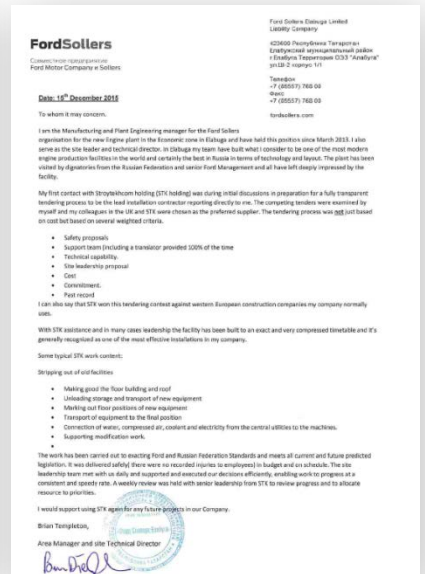 FordSollers
Совместное предприятие
Ford Motor Company и Sollers
Ford Sollers Elabuga Limited
Liability Company
423600 Республика Татарстан
Елабужский муниципальный район
г.Елабуга Территория ОЭЗ "Алабуга"
ул.Ш-2 корпус 1/1
Телефон
+7 (85557) 768 00
Факс
+7 (85557) 768 09
fordsollers.com
Date: 15th December 2015
To whom it may concern.
I am the Manufacturing and Plant Engineering manager for the Ford Sollers
organisation for the new Engine plant in the Economic zone in Elabuga and have held this position since March 2013. I also
serve as the site leader and technical director. In Elabuga my team have built what I consider to be one of the most modern
engine production facilities in the world and certainly the best in Russia in terms of technology and layout. The plant has been
visited by dignitaries from the Russian Federation and senior Ford Management and all have left deeply impressed by the
facility.
My first contact with Stroytekhcom holding (STK holding) was during initial discussions in preparation for a fully transparent
tendering process to be the lead installation contractor reporting directly to me. The competing tenders were examined by
myself and my colleagues in the UK and STK were chosen as the preferred supplier. The tendering process was not just based
on cost but based on several weighted criteria.
• Safety proposals
• Support team (including a translator provided 100% of the time
• Technical capability.
• Site leadership proposal
• Cost
• Commitment.
• Past record
I can also say that STK won this tendering contest against western European construction companies my company normally
uses.
With STK assistance and in many cases leadership the facility has been built to an exact and very compressed timetable and it's
generally recognized as one of the most effective installations in my company.
Some typical STK work content:
Stripping out of old facilities
• Making good the floor building and roof
• Unloading storage and transport of new equipment
• Marking out floor positions of new equipment
• Transport of equipment to the final position
• Connection of water, compressed air, coolant and electricity from the central utilities to the machines.
• Supporting modification work.
•
The work has been carried out to exacting Ford and Russian Federation Standards and meets all current and future predicted
legislation. It was delivered safely( there were no recorded injuries to employees) in budget and on schedule. The site
leadership team met with us daily and supported and executed our decisions efficiently, enabling work to progress at a
consistent and speedy rate. A weekly review was held with senior leadership from STK to review progress and to allocate
resource to priorities.
I would support using STK again for any future projects in our Company.
Brian Templeton,
Area Manager and site Technical Director